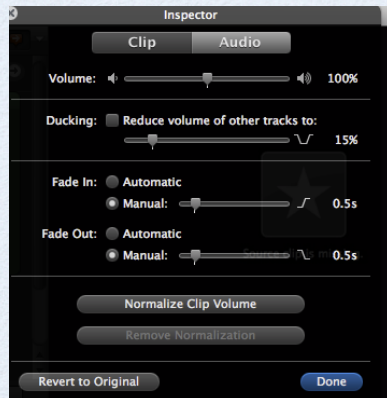 Inspector
Clip Audio
Volume: 100%
Ducking: Reduce volume of other tracks to:
15%
Fade In: Automatic
Manual: 0.5s
Fade Out: Automatic
Manual: 0.5s
Normalize Clip Volume
Remove Normalization
Revert to Original Done